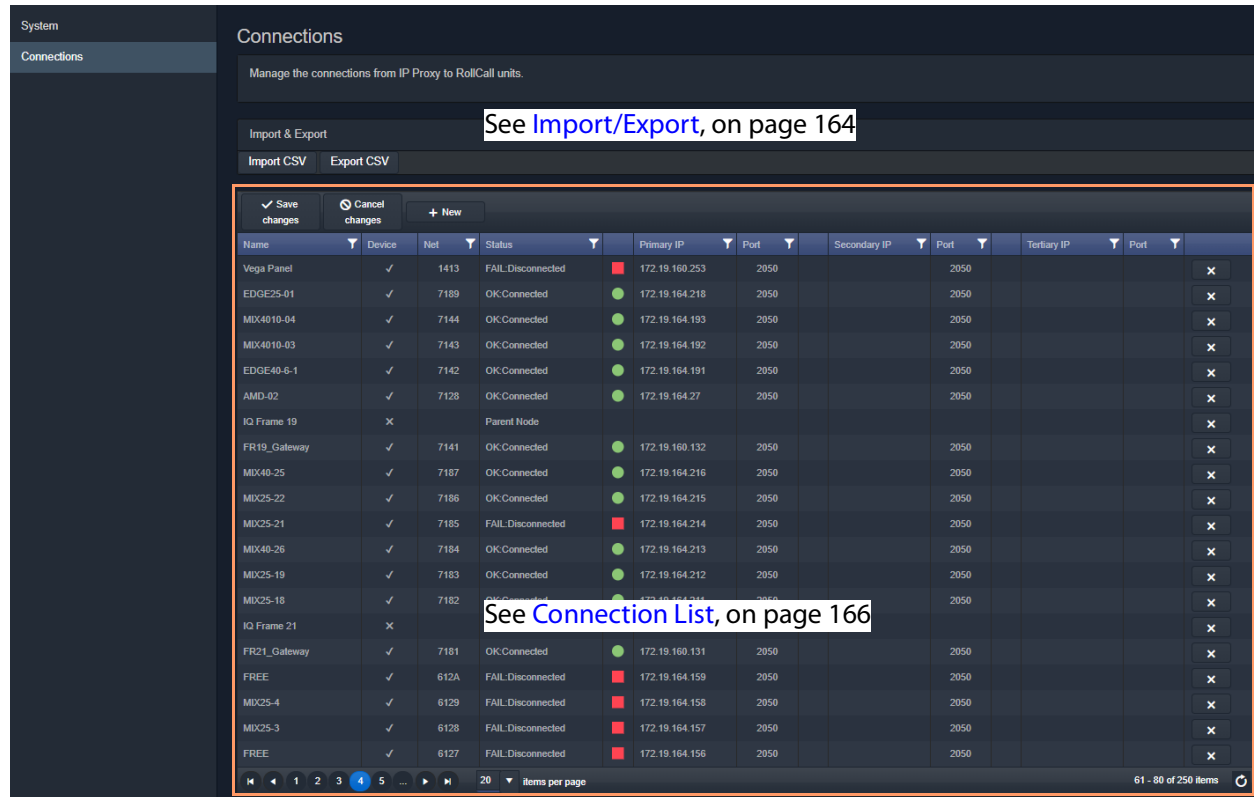 System
Connections
Connections
Manage the connections from IP Proxy to RollCall units.
See Import/Export, on page 164
Import & Export
Import CSV Export CSV
Save changes Cancel changes + New
Name Device Net Status Primary IP Port Secondary IP Port Tertiary IP Port
Vega Panel ✓ 1413 FAIL:Disconnected 172.19.160.253 2050 2050 ×
EDGE25-01 ✓ 7189 OK:Connected 172.19.164.218 2050 2050 ×
MIX4010-04 ✓ 7144 OK:Connected 172.19.164.193 2050 2050 ×
MIX4010-03 ✓ 7143 OK:Connected 172.19.164.192 2050 2050 ×
EDGE40-6-1 ✓ 7142 OK:Connected 172.19.164.191 2050 2050 ×
AMD-02 ✓ 7128 OK:Connected 172.19.164.27 2050 2050 ×
IQ Frame 19 × Parent Node ×
FR19_Gateway ✓ 7141 OK:Connected 172.19.160.132 2050 2050 ×
MIX40-25 ✓ 7187 OK:Connected 172.19.164.216 2050 2050 ×
MIX25-22 ✓ 7186 OK:Connected 172.19.164.215 2050 2050 ×
MIX25-21 ✓ 7185 FAIL:Disconnected 172.19.164.214 2050 2050 ×
MIX40-26 ✓ 7184 OK:Connected 172.19.164.213 2050 2050 ×
MIX25-19 ✓ 7183 OK:Connected 172.19.164.212 2050 2050 ×
MIX25-18 ✓ 7182 2050 ×
See Connection List, on page 166
IQ Frame 21 × ×
FR21_Gateway ✓ 7181 OK:Connected 172.19.160.131 2050 2050 ×
FREE ✓ 612A FAIL:Disconnected 172.19.164.159 2050 2050 ×
MIX25-4 ✓ 6129 FAIL:Disconnected 172.19.164.158 2050 2050 ×
MIX25-3 ✓ 6128 FAIL:Disconnected 172.19.164.157 2050 2050 ×
FREE ✓ 6127 FAIL:Disconnected 172.19.164.156 2050 2050 ×
1 2 3 4 5 ... 20 items per page 61 - 80 of 250 items